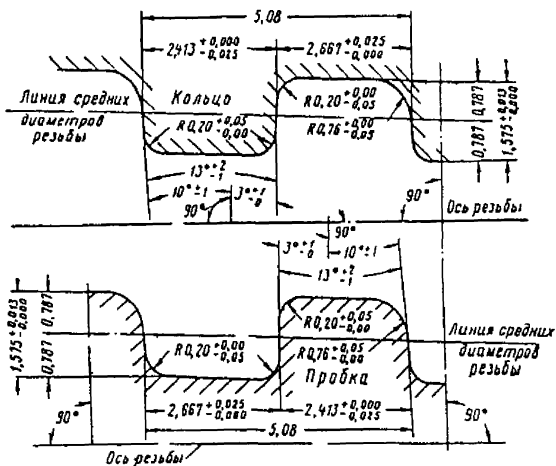 5,08
2,413 +0,000 -0,025
2,667 +0,025 -0,000
Линия средних
диаметров
резьбы
Кольцо
R0,20 +0,05 -0,00
R0,20 +0,00 -0,05
R0,76 +0,00 -0,05
0,787
0,787
1,575 +0,013 -0,000
13° +2 -1
10° ±1
3° +1 -0
90°
90°
90°
90°
Ось резьбы
3° +1 -0
10° ±1
13° +2 -1
1,575 +0,013 -0,000
0,787
0,787
R0,20 +0,00 -0,05
R0,20 +0,05 -0,00
R0,76 +0,05 -0,00
Пробка
Линия средних
диаметров
резьбы
2,667 +0,025 -0,000
2,413 +0,000 -0,025
5,08
90°
90°
Ось резьбы